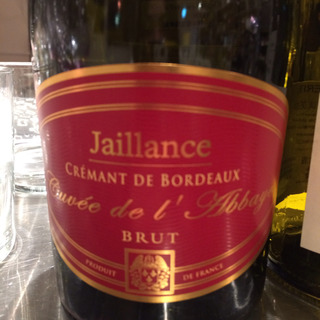 Jaillance
CRÉMANT DE BORDEAUX
Cuvée de l'Abbaye
BRUT
PRODUIT DE FRANCE